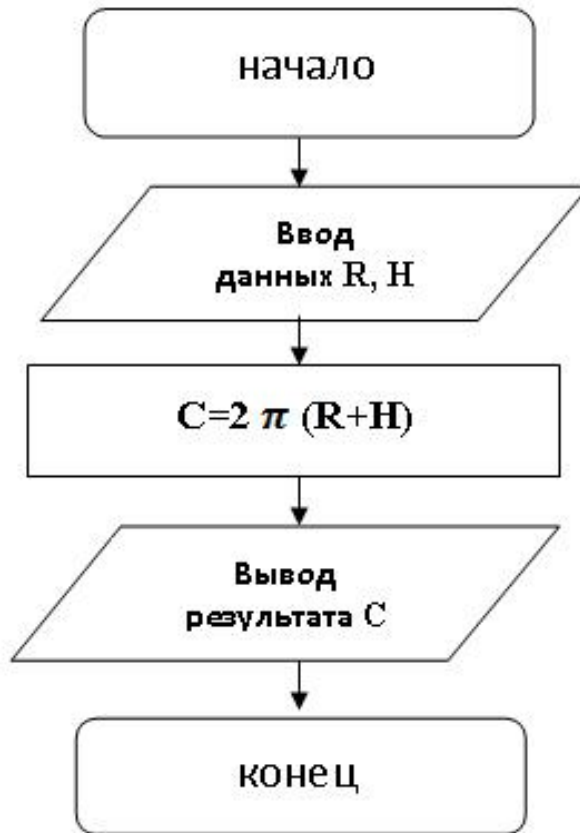 начало
Ввод
данных R, H
C=2 π (R+H)
Вывод
результата C
конец